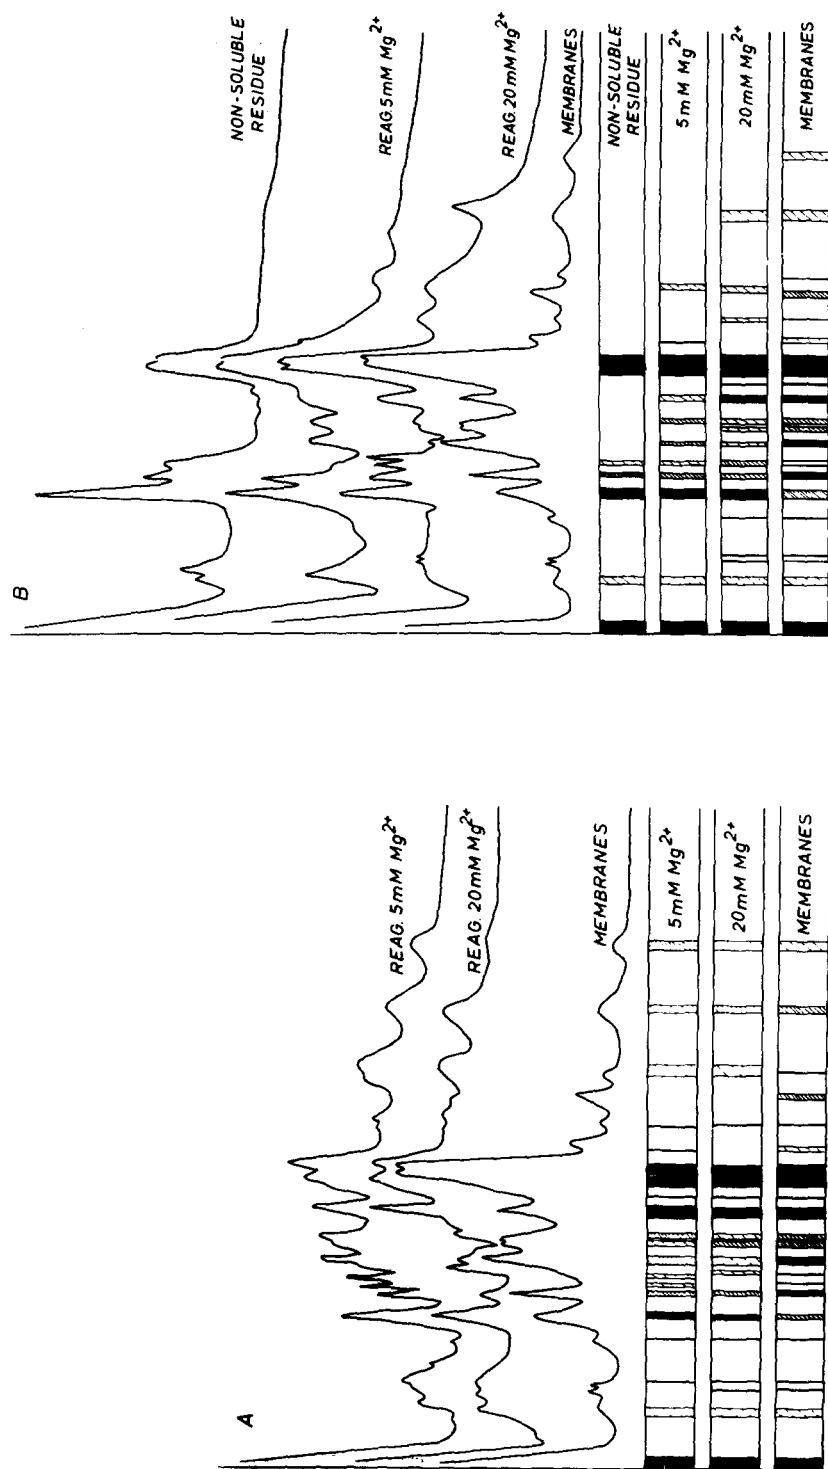 A
REAG. 5mM Mg2+
REAG. 20mM Mg2+
MEMBRANES
5mM Mg2+
20mM Mg2+
MEMBRANES
B
NON-SOLUBLE
RESIDUE
REAG. 5mM Mg2+
REAG. 20mM Mg2+
MEMBRANES
NON-SOLUBLE
RESIDUE
5mM Mg2+
20mM Mg2+
MEMBRANES